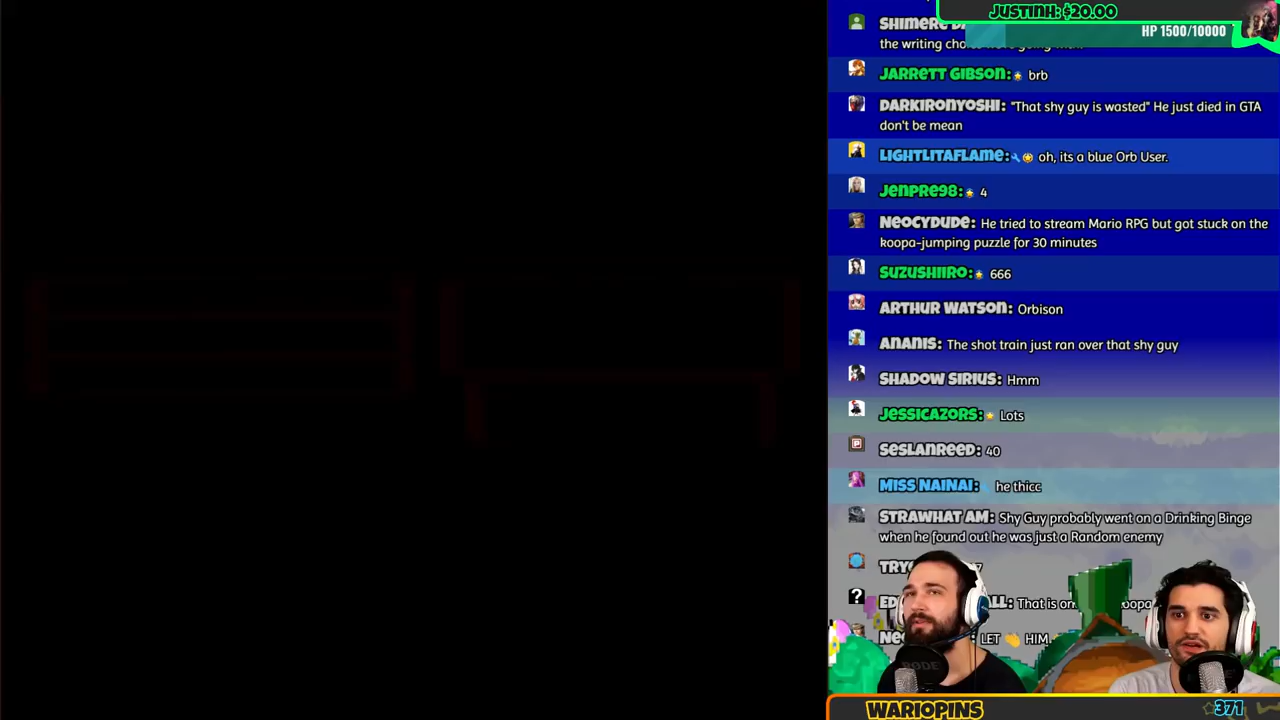 JUSTINH: $20.00
HP 1500/10000
SHIMERE
the writing
JARRETT GIBSON: brb
DARKIRONYOSHI: "That shy guy is wasted" He just died in GTA
don't be mean
LIGHTLITAFLAME: oh, its a blue Orb User.
JENPRE98: 4
NEOCYDUDE: He tried to stream Mario RPG but got stuck on the
koopa-jumping puzzle for 30 minutes
SUZUSHIIRO: 666
ARTHUR WATSON: Orbison
ANANIS: The shot train just ran over that shy guy
SHADOW SIRIUS: Hmm
JESSICAZORS: Lots
SESLANREED: 40
MISS NAINAI: he thicc
STRAWHAT AM: Shy Guy probably went on a Drinking Binge
when he found out he was just a Random enemy
That is
LET 👏 HIM
RODE
WARIOPINS
371